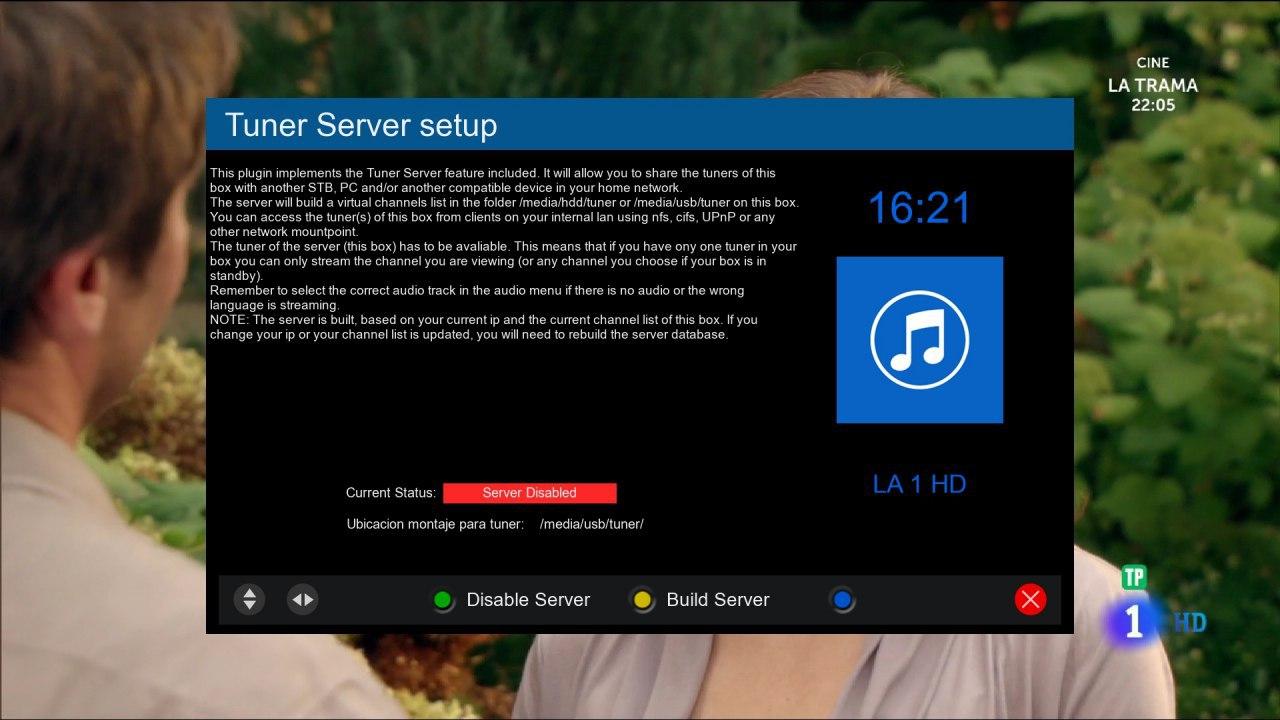 CINE
LA TRAMA
22:05
Tuner Server setup
This plugin implements the Tuner Server feature included. It will allow you to share the tuners of this
box with another STB, PC and/or another compatible device in your home network.
The server will build a virtual channels list in the folder /media/hdd/tuner or /media/usb/tuner on this box.
You can access the tuner(s) of this box from clients on your internal lan using nfs, cifs, UPnP or any
other network mountpoint.
The tuner of the server (this box) has to be avaliable. This means that if you have ony one tuner in your
box you can only stream the channel you are viewing (or any channel you choose if your box is in
standby).
Remember to select the correct audio track in the audio menu if there is no audio or the wrong
language is streaming.
NOTE: The server is built, based on your current ip and the current channel list of this box. If you
change your ip or your channel list is updated, you will need to rebuild the server database.
16:21
LA 1 HD
Current Status: Server Disabled
Ubicacion montaje para tuner: /media/usb/tuner/
Disable Server Build Server
TP
1 HD